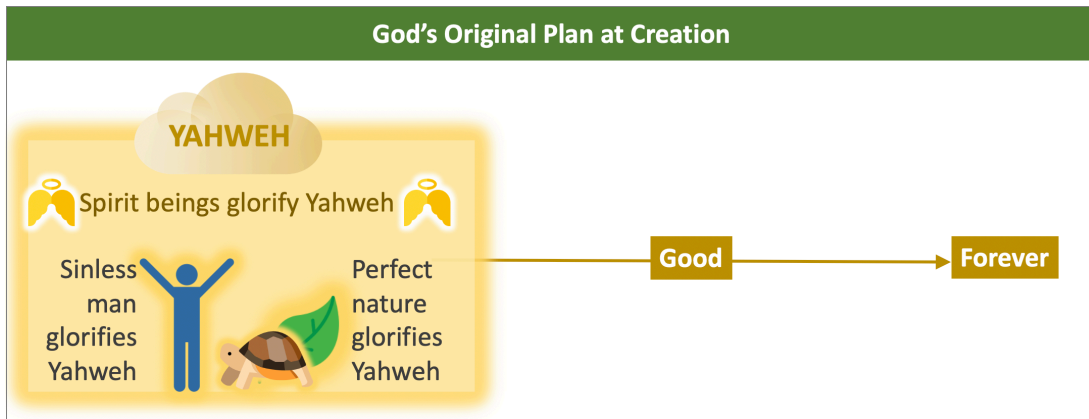 God’s Original Plan at Creation
YAHWEH
Spirit beings glorify Yahweh
Sinless
man
glorifies
Yahweh
Perfect
nature
glorifies
Yahweh
Good
Forever